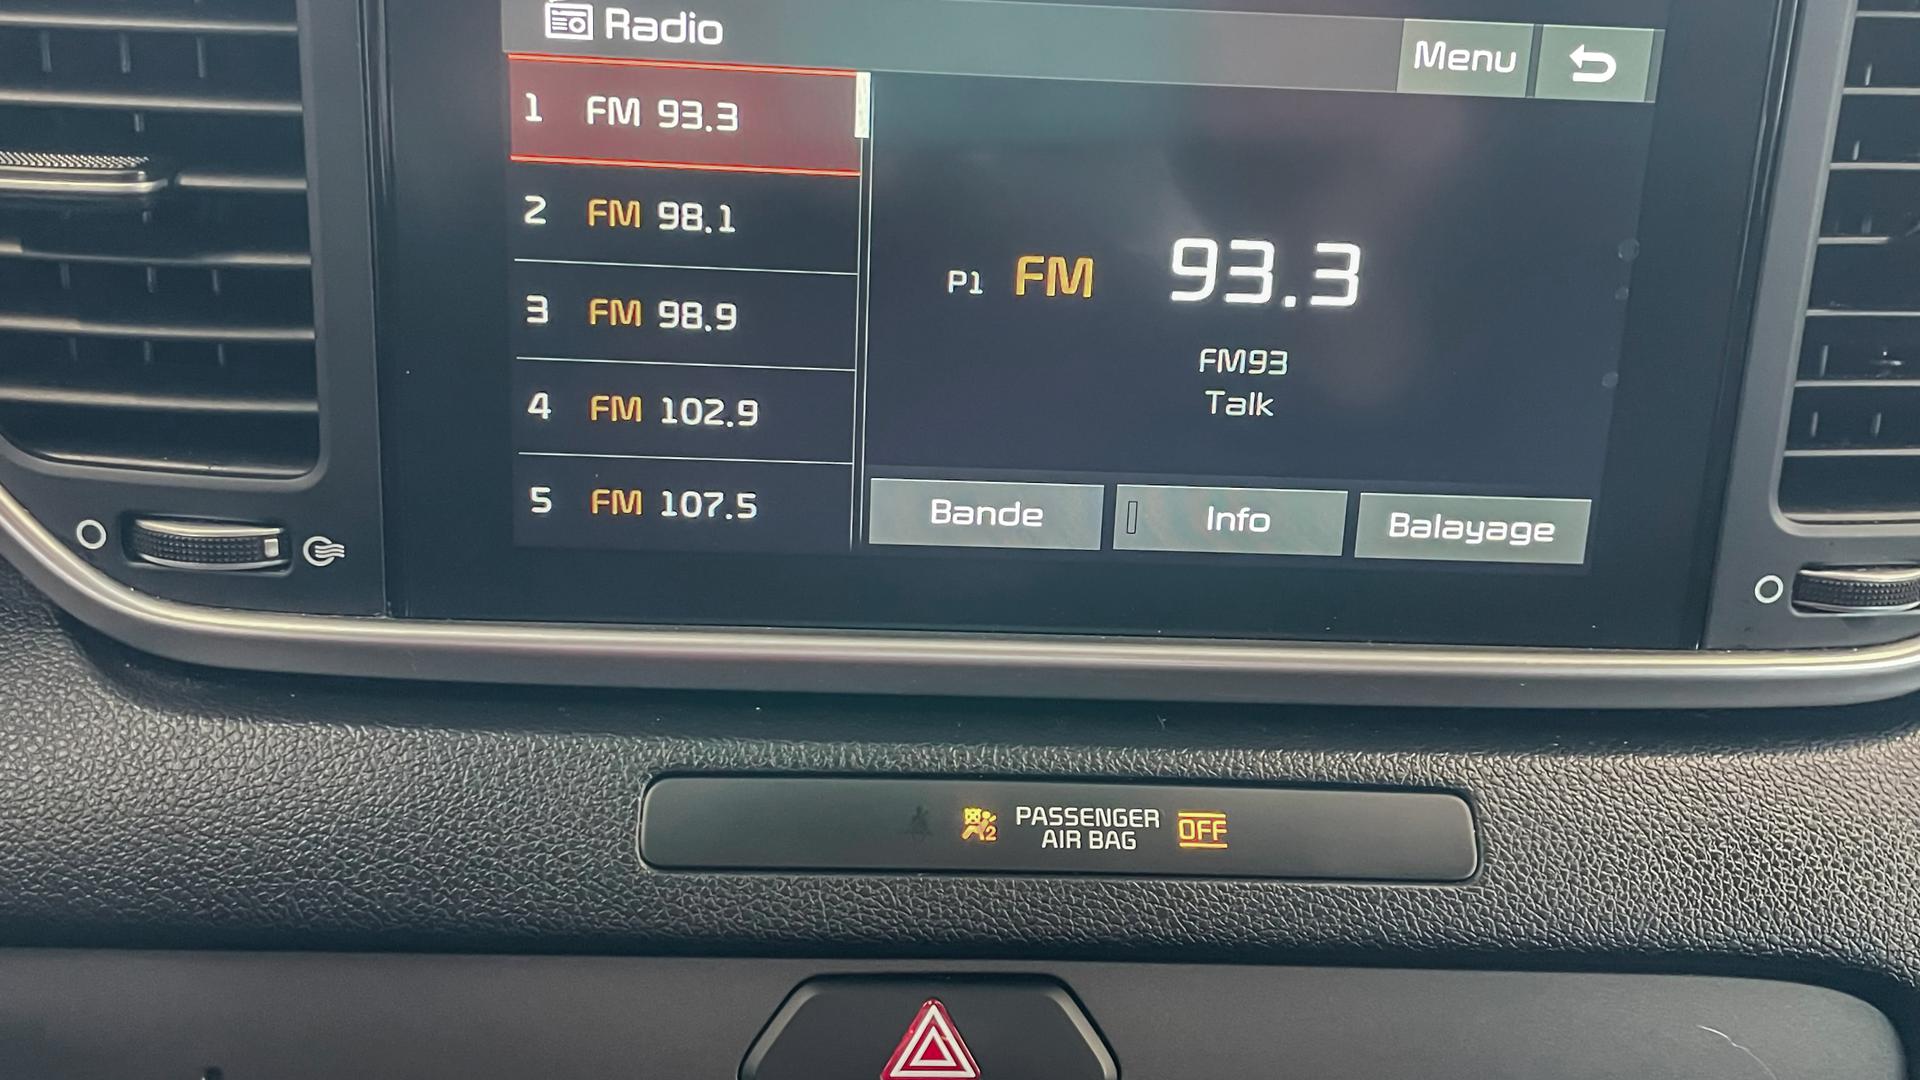 Radio
Menu
1 FM 93.3
2 FM 98.1
3 FM 98.9
4 FM 102.9
5 FM 107.5
P1 FM 93.3
FM93
Talk
Bande
Info
Balayage
2 PASSENGER
AIR BAG
OFF